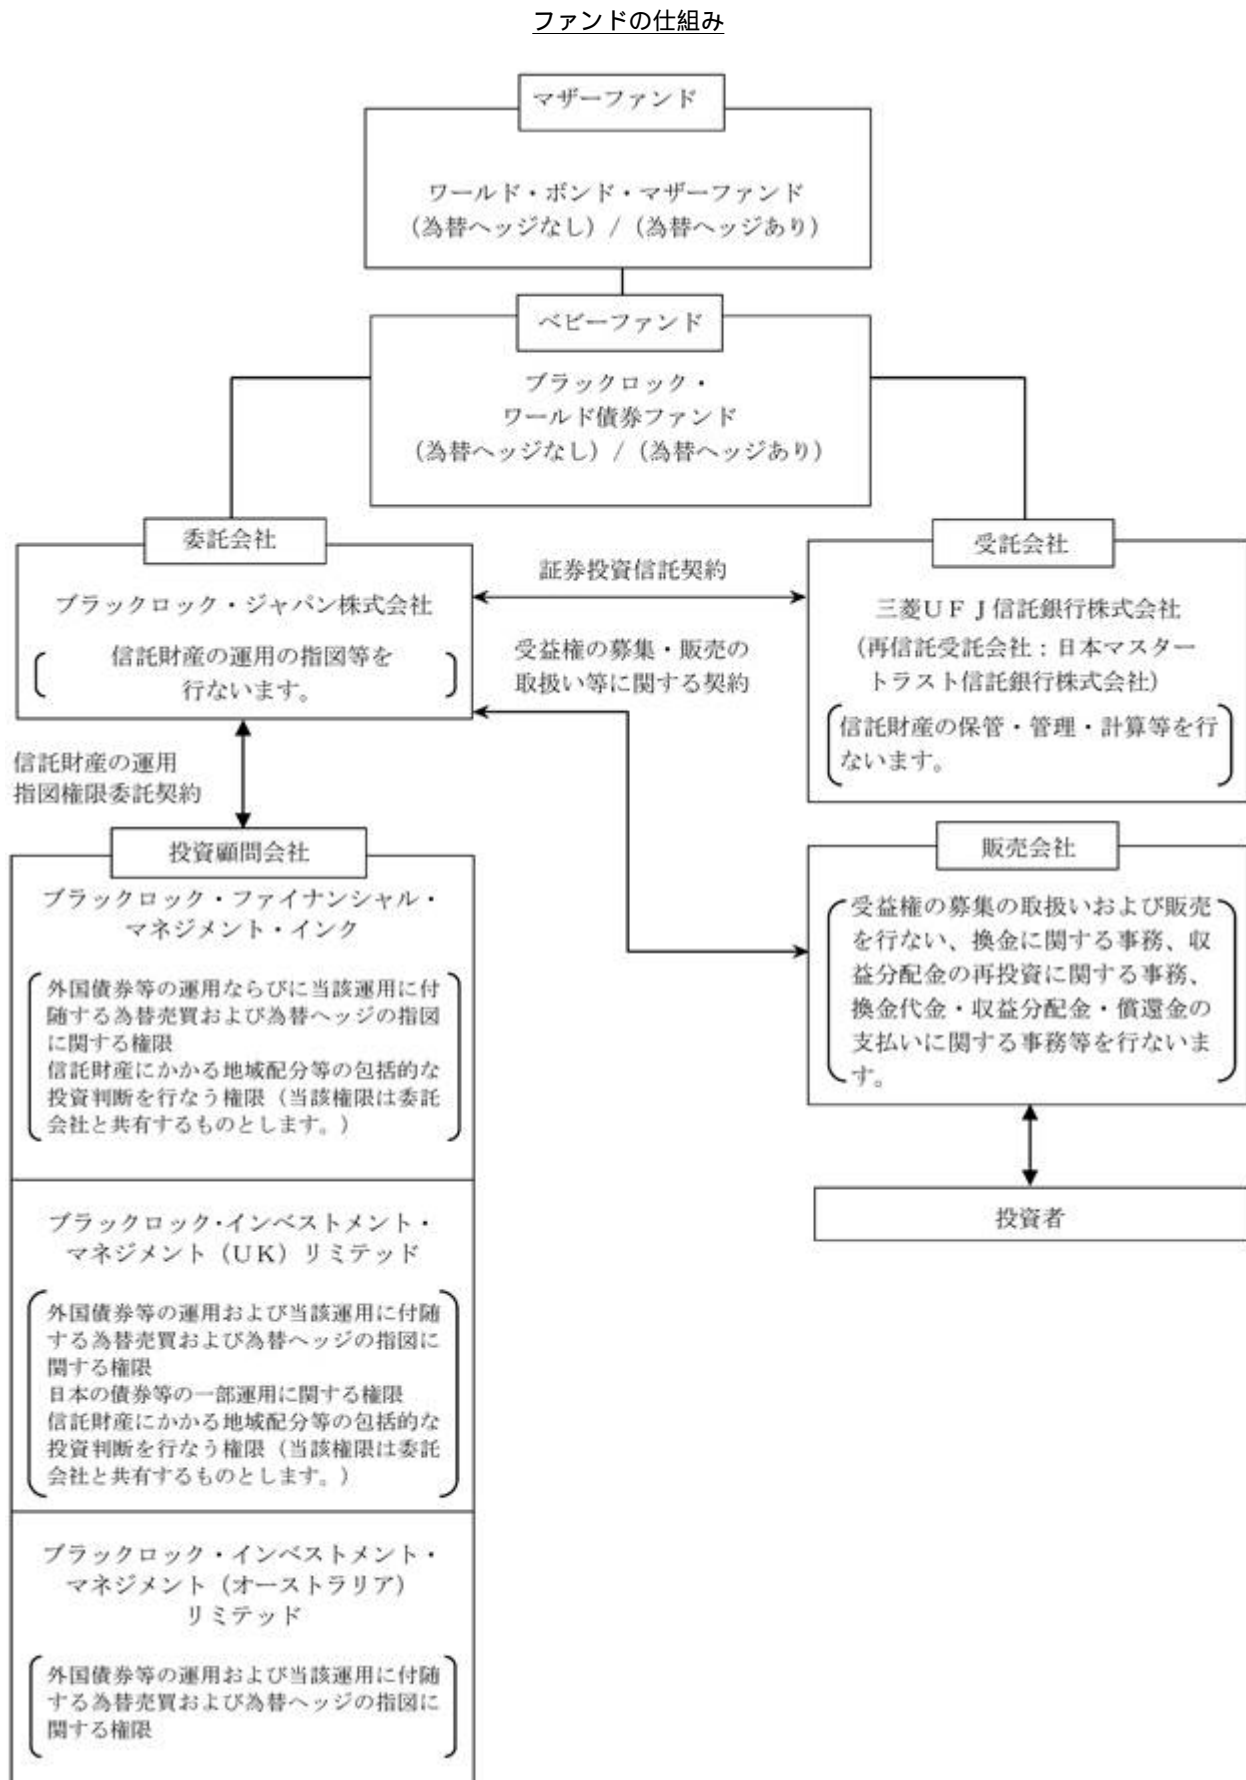 ファンドの仕組み
マザーファンド
ワールド・ボンド・マザーファンド
（為替ヘッジなし）/（為替ヘッジあり）
ベビーファンド
ブラックロック・
ワールド債券ファンド
（為替ヘッジなし）/（為替ヘッジあり）
委託会社
ブラックロック・ジャパン株式会社
信託財産の運用の指図等を
行ないます。
証券投資信託契約
受益権の募集・販売の
取扱い等に関する契約
受託会社
三菱ＵＦＪ信託銀行株式会社
（再信託受託会社：日本マスター
トラスト信託銀行株式会社）
信託財産の保管・管理・計算等を行
ないます。
信託財産の運用
指図権限委託契約
投資顧問会社
ブラックロック・ファイナンシャル・
マネジメント・インク
外国債券等の運用ならびに当該運用に付
随する為替売買および為替ヘッジの指図
に関する権限
信託財産にかかる地域配分等の包括的な
投資判断を行なう権限（当該権限は委託
会社と共有するものとします。）
ブラックロック・インベストメント・
マネジメント（ＵＫ）リミテッド
外国債券等の運用および当該運用に付随
する為替売買および為替ヘッジの指図に
関する権限
日本の債券等の一部運用に関する権限
信託財産にかかる地域配分等の包括的な
投資判断を行なう権限（当該権限は委託
会社と共有するものとします。）
ブラックロック・インベストメント・
マネジメント（オーストラリア）
リミテッド
外国債券等の運用および当該運用に付随
する為替売買および為替ヘッジの指図に
関する権限
販売会社
受益権の募集の取扱いおよび販売
を行ない、換金に関する事務、収
益分配金の再投資に関する事務、
換金代金・収益分配金・償還金の
支払いに関する事務等を行ないま
す。
投資者